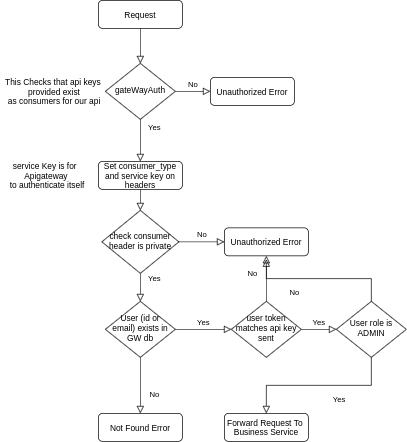 Request
This Checks that api keys
provided exist
as consumers for our api
gateWayAuth
No
Unauthorized Error
Yes
service Key is for
Apigateway
to authenticate itself
Set consumer_type
and service key on
headers
check consumer
header is private
No
Unauthorized Error
Yes
No
No
User (id or
email) exists in
GW db
Yes
user token
matches api key
sent
Yes
User role is
ADMIN
No
Yes
Not Found Error
Forward Request To
Business Service